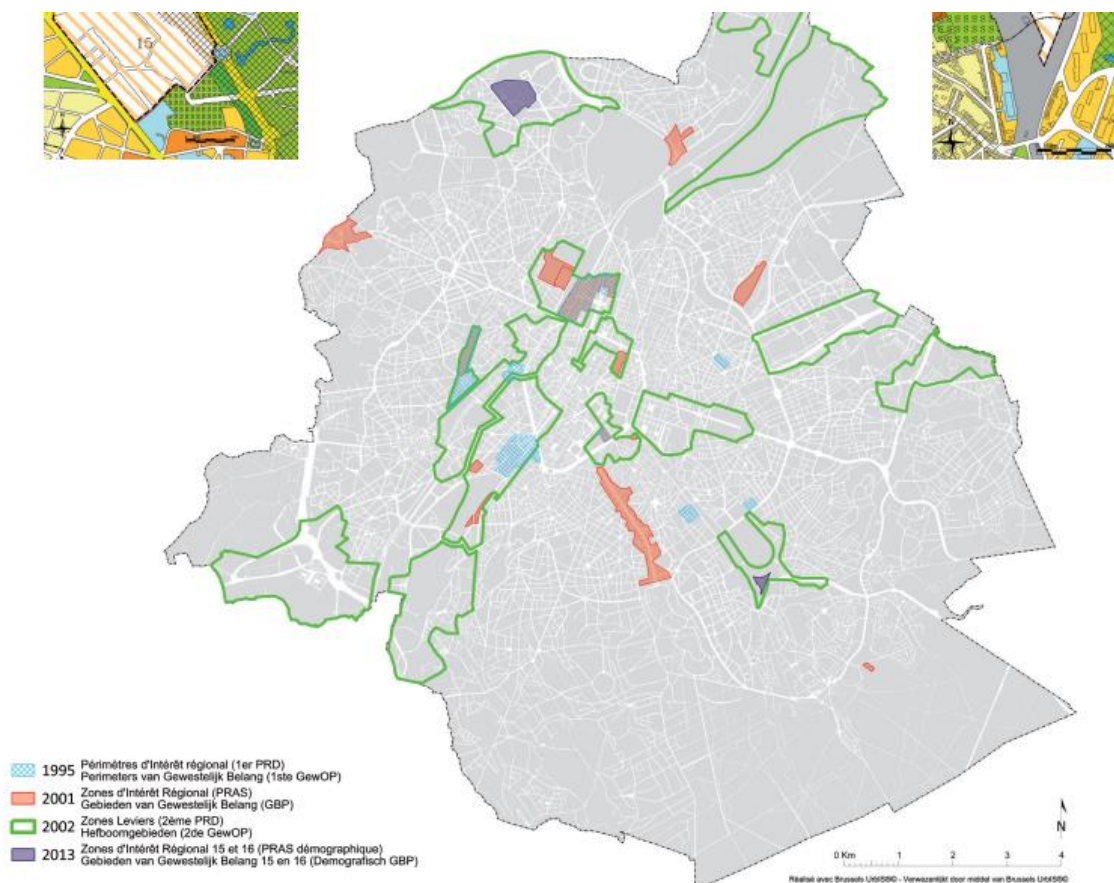 15
1995 Périmètres d'Intérêt régional (1er PRD)
Perimeters van Gewestelijk Belang (1ste GewOP)
2001 Zones d'Intérêt Régional (PRAS)
Gebieden van Gewestelijk Belang (GBP)
2002 Zones Leviers (2ème PRD)
Hefboomgebieden (2de GewOP)
2013 Zones d'Intérêt Régional 15 et 16 (PRAS démographique)
Gebieden van Gewestelijk Belang 15 en 16 (Demografisch GBP)
N
0 Km 1 2 3 4
Réalisé avec Brussels UrbIS®© - Verwezenlijkt door middel van Brussels UrbIS®©